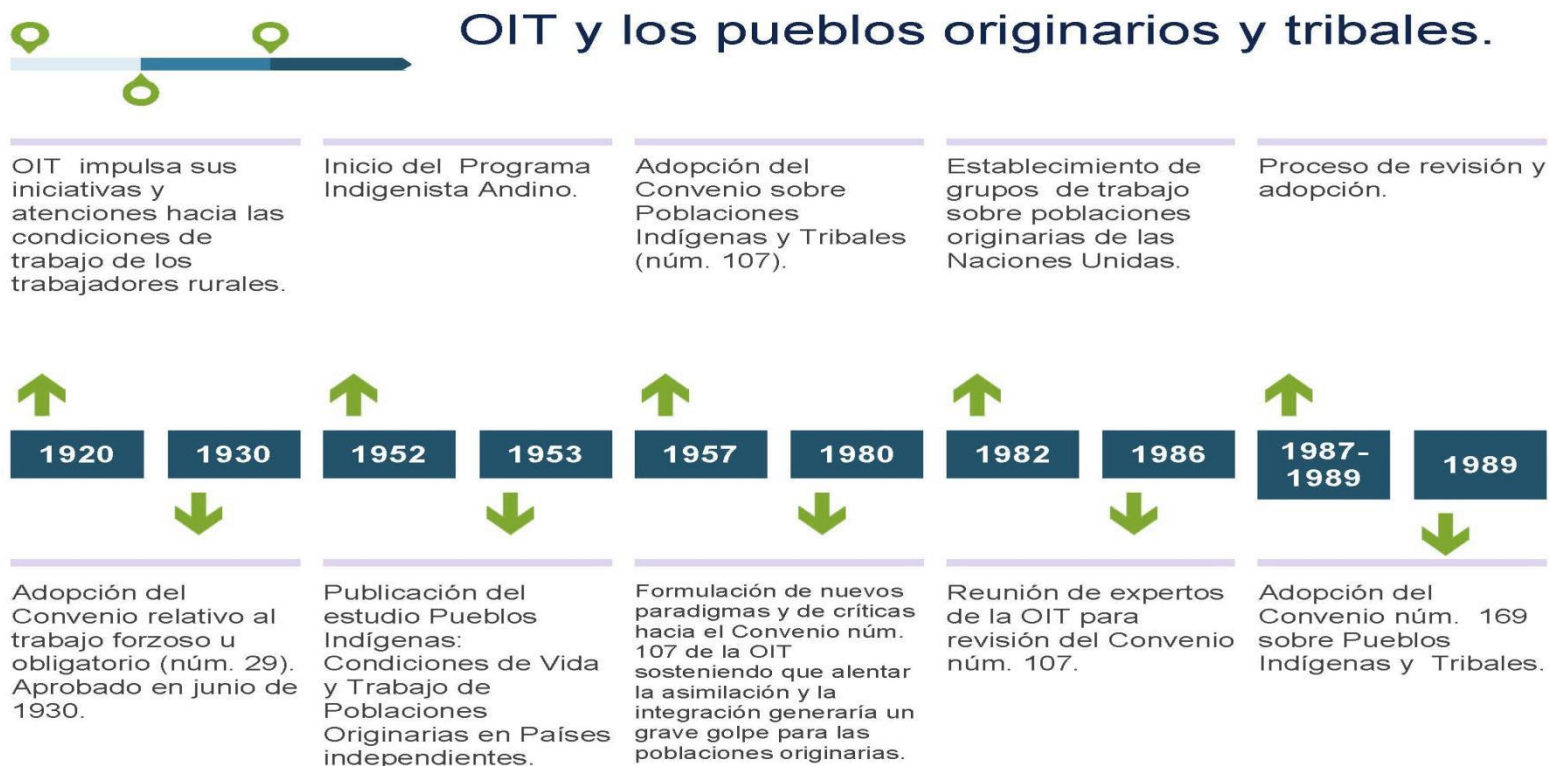 OIT y los pueblos originarios y tribales.
OIT impulsa sus
iniciativas y
atenciones hacia las
condiciones de
trabajo de los
trabajadores rurales.
Inicio del Programa
Indigenista Andino.
Adopción del
Convenio sobre
Poblaciones
Indígenas y Tribales
(núm. 107).
Establecimiento de
grupos de trabajo
sobre poblaciones
originarias de las
Naciones Unidas.
Proceso de revisión y
adopción.
1920
1930
1952
1953
1957
1980
1982
1986
1987-
1989
1989
Adopción del
Convenio relativo al
trabajo forzoso u
obligatorio (núm. 29).
Aprobado en junio de
1930.
Publicación del
estudio Pueblos
Indígenas:
Condiciones de Vida
y Trabajo de
Poblaciones
Originarias en Países
independientes.
Formulación de nuevos
paradigmas y de críticas
hacia el Convenio núm.
107 de la OIT
sosteniendo que alentar
la asimilación y la
integración generaría un
grave golpe para las
poblaciones originarias.
Reunión de expertos
de la OIT para
revisión del Convenio
núm. 107.
Adopción del
Convenio núm. 169
sobre Pueblos
Indígenas y Tribales.